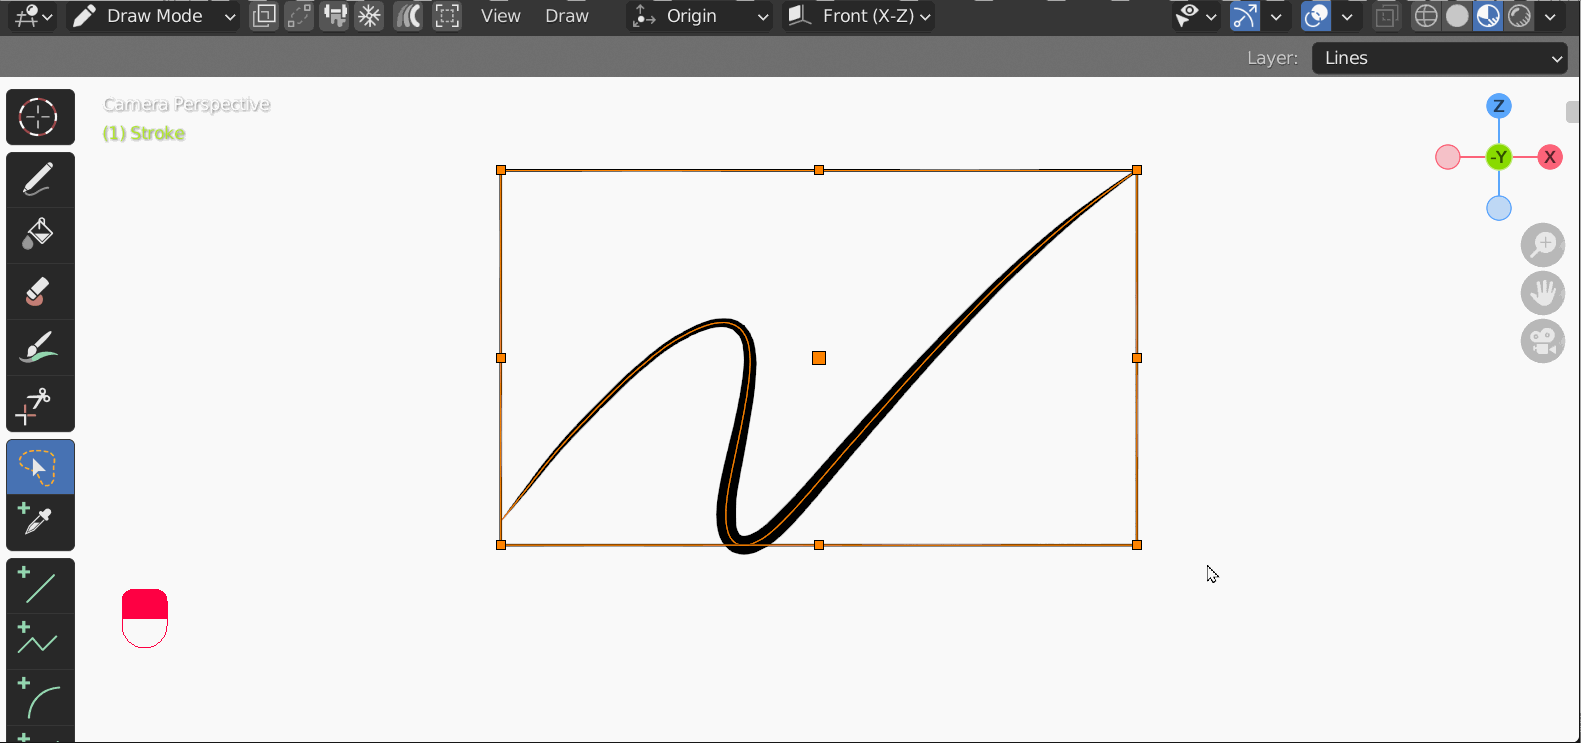 Draw Mode View Draw Origin Front (X-Z)
Layer: Lines
Camera Perspective
(1) Stroke
Z
-Y X